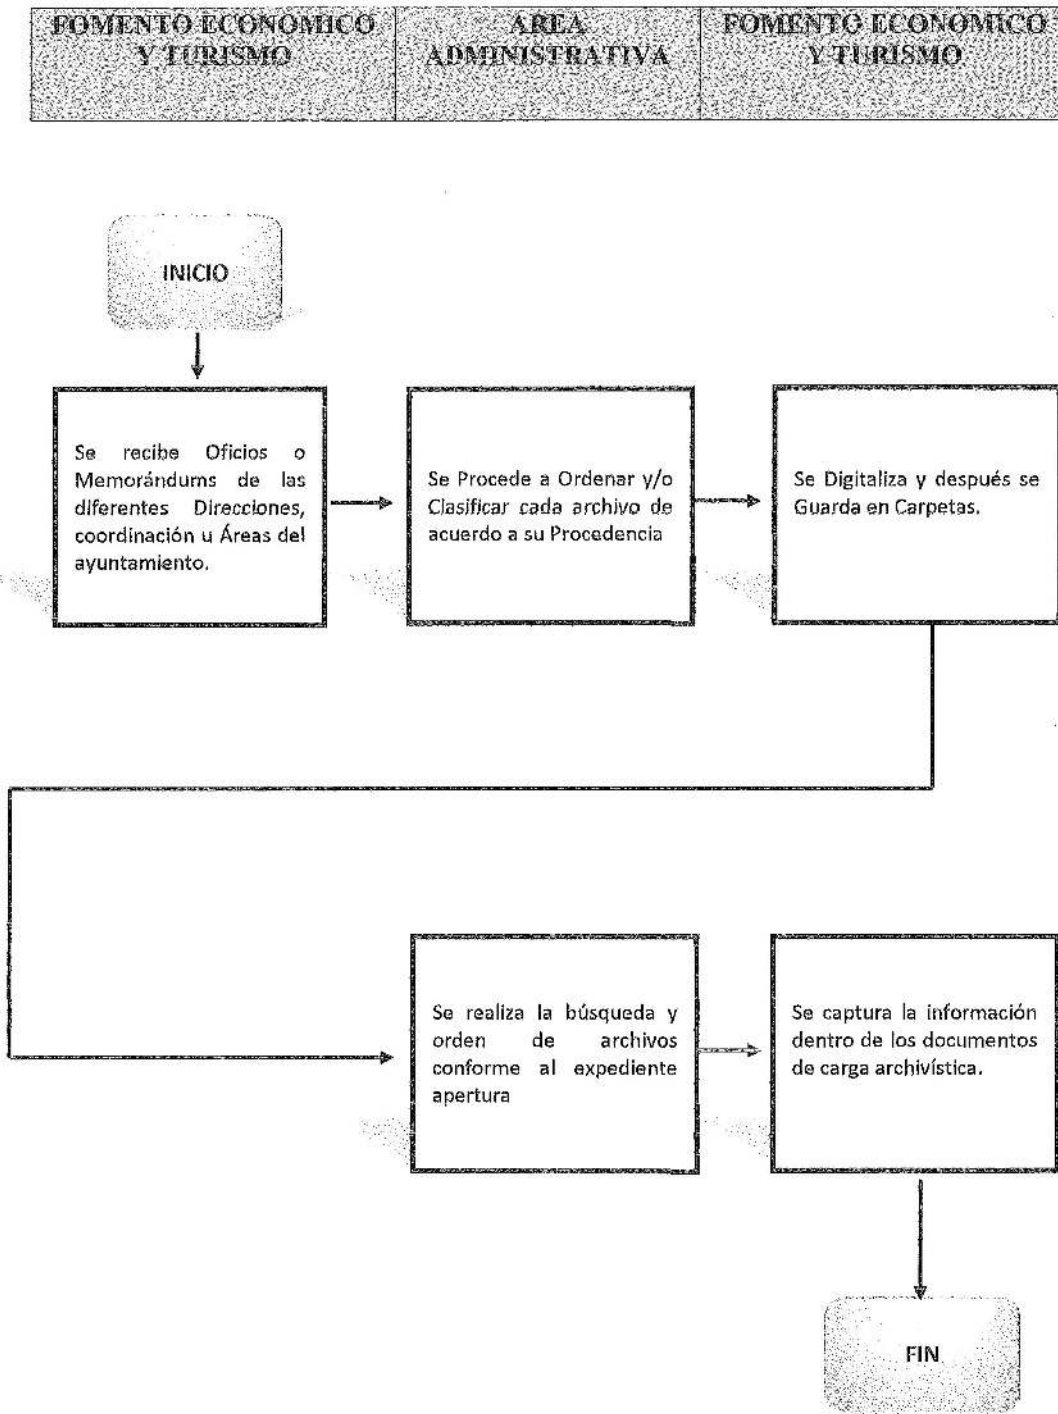 FOMENTO ECONOMICO
Y TURISMO
AREA
ADMINISTRATIVA
FOMENTO ECONOMICO
Y TURISMO
INICIO
Se recibe Oficios o
Memorándums de las
diferentes Direcciones,
coordinación u Áreas del
ayuntamiento.
Se Procede a Ordenar y/o
Clasificar cada archivo de
acuerdo a su Procedencia
Se Digitaliza y después se
Guarda en Carpetas.
Se realiza la búsqueda y
orden de archivos
conforme al expediente
apertura
Se captura la información
dentro de los documentos
de carga archivística.
FIN